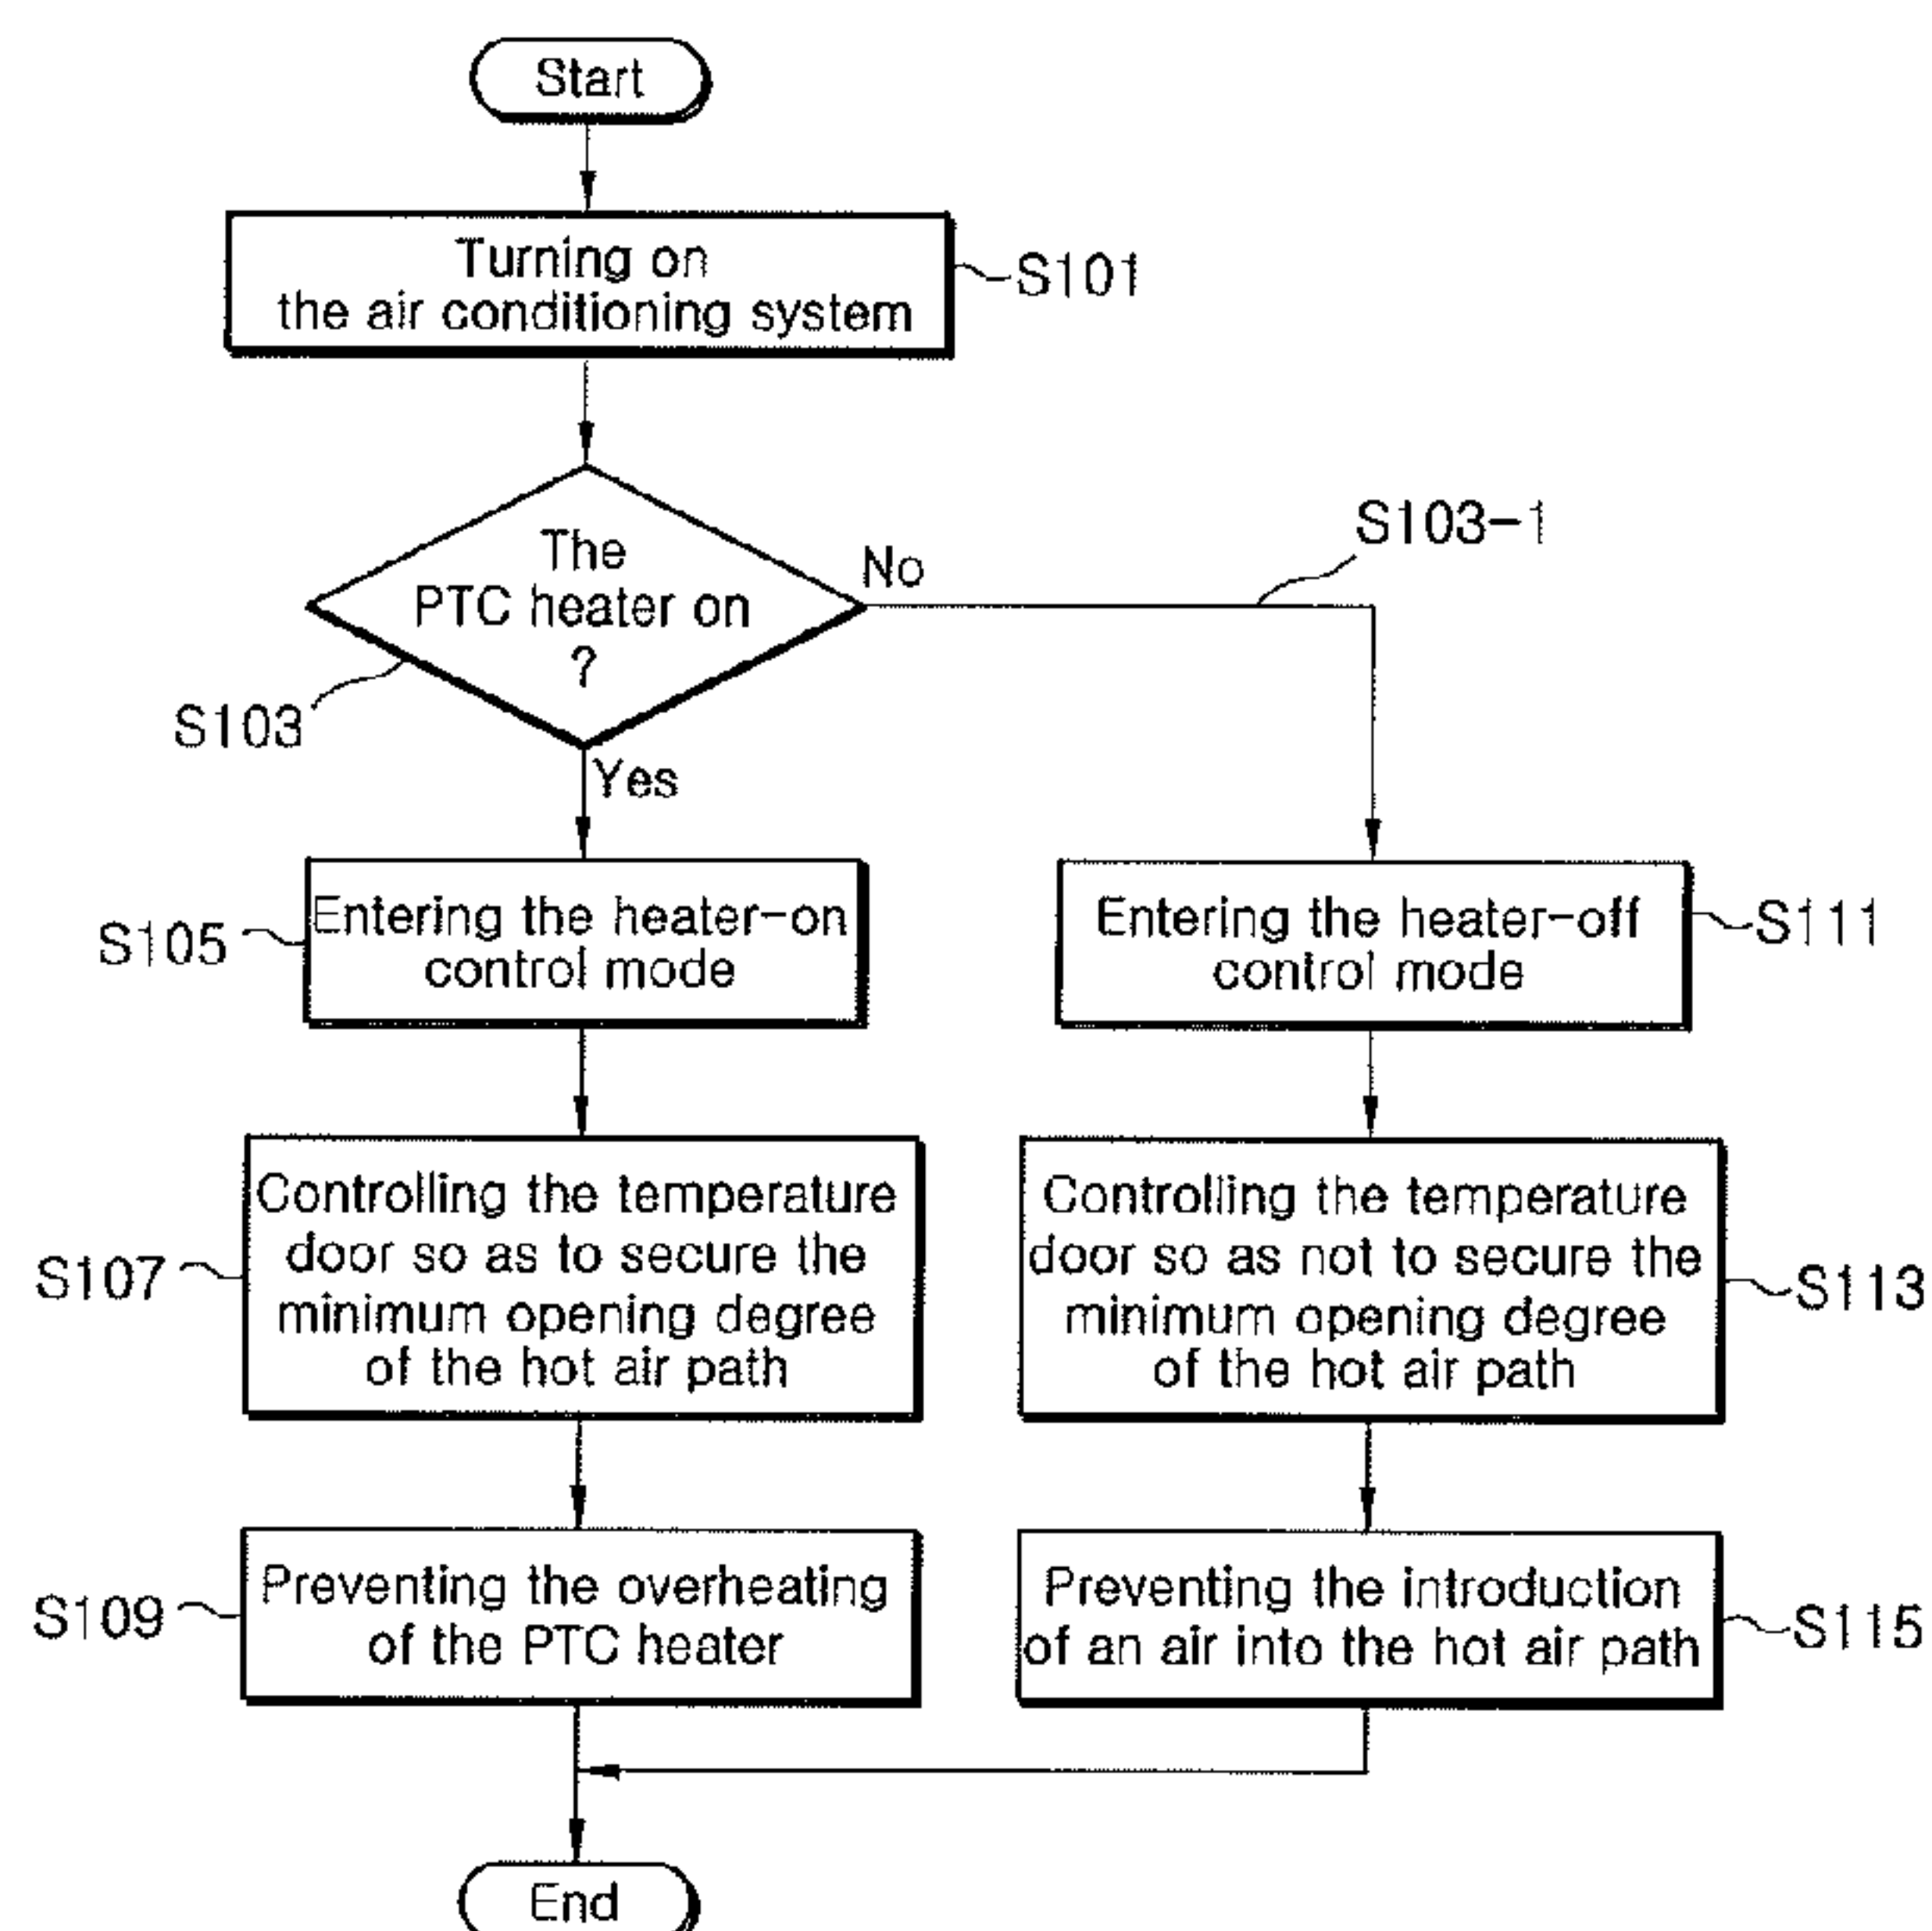 Start
Turning on
the air conditioning system
S101
The
PTC heater on
?
No
S103-1
S103
Yes
Entering the heater-on
control mode
S105
Entering the heater-off
control mode
S111
Controlling the temperature
door so as to secure the
minimum opening degree
of the hot air path
S107
Controlling the temperature
door so as not to secure the
minimum opening degree
of the hot air path
S113
Preventing the overheating
of the PTC heater
S109
Preventing the introduction
of an air into the hot air path
S115
End